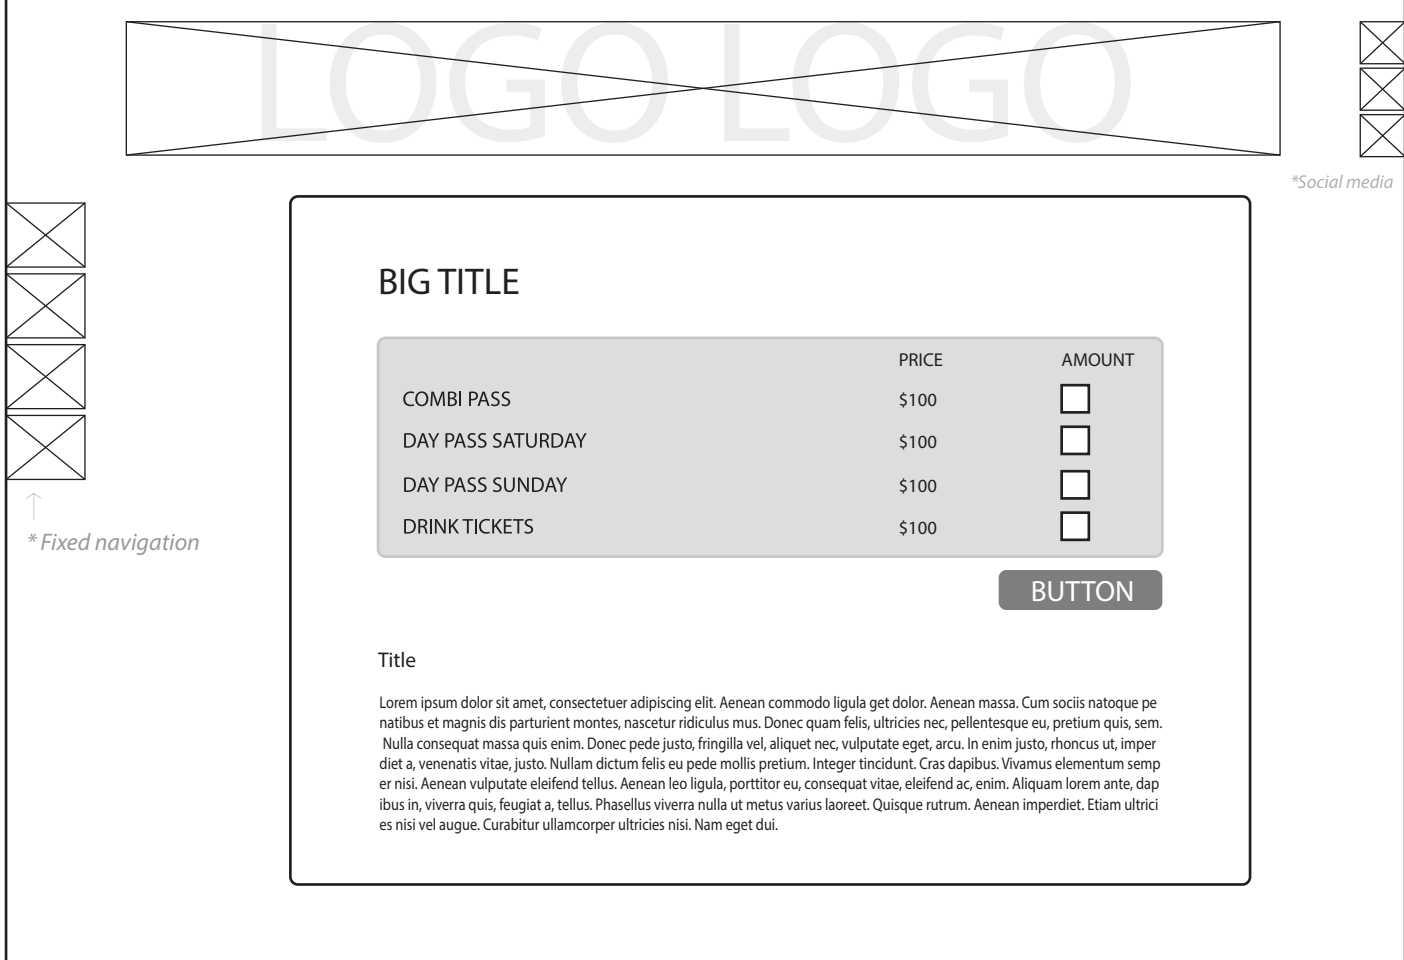 LOGO LOGO
*Social media
BIG TITLE
PRICE AMOUNT
COMBI PASS $100
DAY PASS SATURDAY $100
DAY PASS SUNDAY $100
DRINK TICKETS $100
* Fixed navigation
BUTTON
Title
Lorem ipsum dolor sit amet, consectetuer adipiscing elit. Aenean commodo ligula get dolor. Aenean massa. Cum sociis natoque pe
natibus et magnis dis parturient montes, nascetur ridiculus mus. Donec quam felis, ultricies nec, pellentesque eu, pretium quis, sem.
Nulla consequat massa quis enim. Donec pede justo, fringilla vel, aliquet nec, vulputate eget, arcu. In enim justo, rhoncus ut, imper
diet a, venenatis vitae, justo. Nullam dictum felis eu pede mollis pretium. Integer tincidunt. Cras dapibus. Vivamus elementum semp
er nisi. Aenean vulputate eleifend tellus. Aenean leo ligula, porttitor eu, consequat vitae, eleifend ac, enim. Aliquam lorem ante, dap
ibus in, viverra quis, feugiat a, tellus. Phasellus viverra nulla ut metus varius laoreet. Quisque rutrum. Aenean imperdiet. Etiam ultrici
es nisi vel augue. Curabitur ullamcorper ultricies nisi. Nam eget dui.